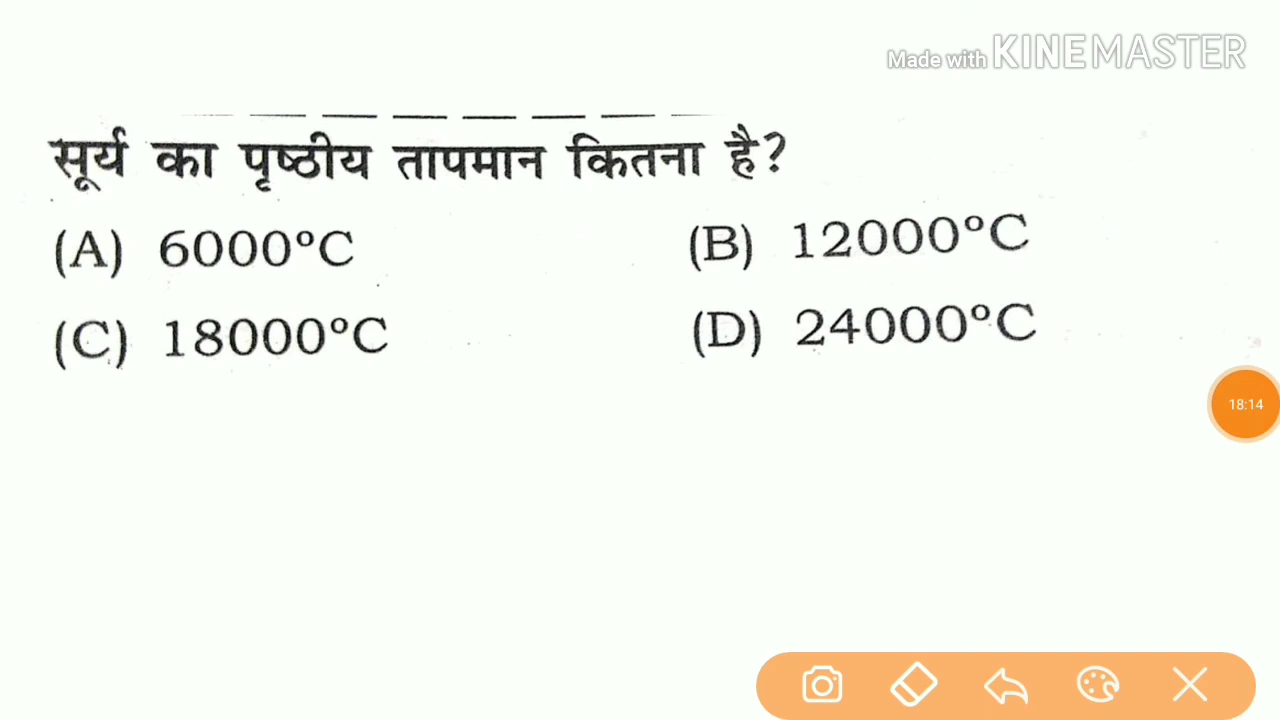 Made with KINEMASTER
सूर्य का पृष्ठीय तापमान कितना है?
(A) 6000°C (B) 12000°C
(C) 18000°C (D) 24000°C
18:14